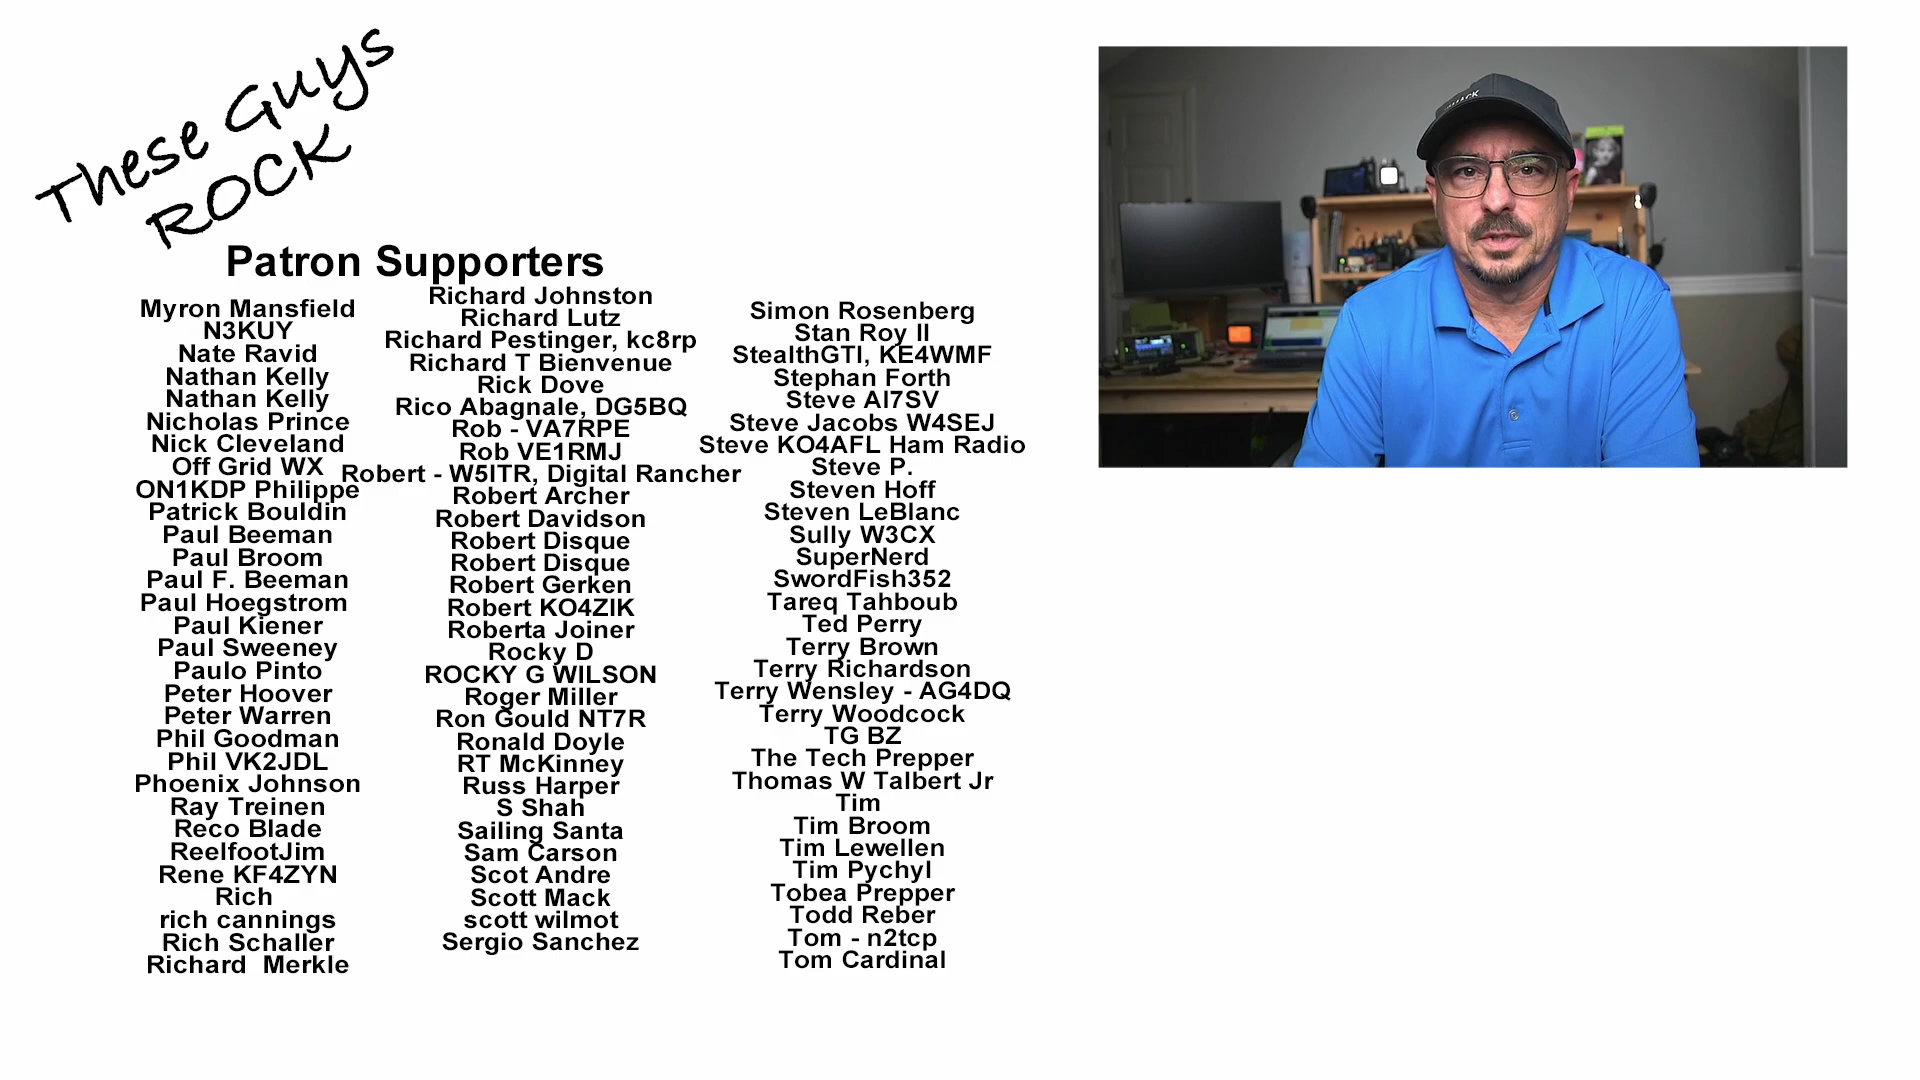 These Guys
ROCK
Patron Supporters
Myron Mansfield
N3KUY
Nate Ravid
Nathan Kelly
Nathan Kelly
Nicholas Prince
Nick Cleveland
Off Grid WX
ON1KDP Philippe
Patrick Bouldin
Paul Beeman
Paul Broom
Paul F. Beeman
Paul Hoegstrom
Paul Kiener
Paul Sweeney
Paulo Pinto
Peter Hoover
Peter Warren
Phil Goodman
Phil VK2JDL
Phoenix Johnson
Ray Treinen
Reco Blade
ReelfootJim
Rene KF4ZYN
Rich
rich cannings
Rich Schaller
Richard  Merkle
Richard Johnston
Richard Lutz
Richard Pestinger, kc8rp
Richard T Bienvenue
Rick Dove
Rico Abagnale, DG5BQ
Rob - VA7RPE
Rob VE1RMJ
Robert - W5ITR, Digital Rancher
Robert Archer
Robert Davidson
Robert Disque
Robert Disque
Robert Gerken
Robert KO4ZIK
Roberta Joiner
Rocky D
ROCKY G WILSON
Roger Miller
Ron Gould NT7R
Ronald Doyle
RT McKinney
Russ Harper
S Shah
Sailing Santa
Sam Carson
Scot Andre
Scott Mack
scott wilmot
Sergio Sanchez
Simon Rosenberg
Stan Roy II
StealthGTI, KE4WMF
Stephan Forth
Steve AI7SV
Steve Jacobs W4SEJ
Steve KO4AFL Ham Radio
Steve P.
Steven Hoff
Steven LeBlanc
Sully W3CX
SuperNerd
SwordFish352
Tareq Tahboub
Ted Perry
Terry Brown
Terry Richardson
Terry Wensley - AG4DQ
Terry Woodcock
TG BZ
The Tech Prepper
Thomas W Talbert Jr
Tim
Tim Broom
Tim Lewellen
Tim Pychyl
Tobea Prepper
Todd Reber
Tom - n2tcp
Tom Cardinal